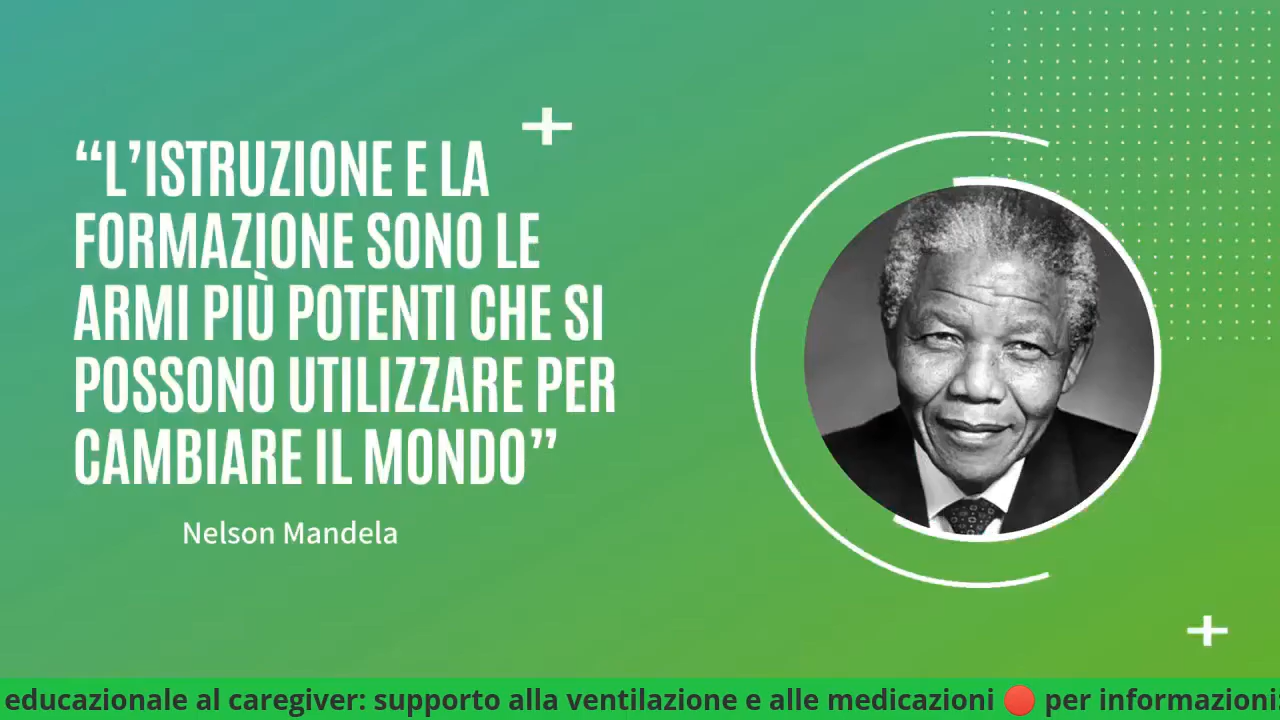 “L’ISTRUZIONE E LA
FORMAZIONE SONO LE
ARMI PIÙ POTENTI CHE SI
POSSONO UTILIZZARE PER
CAMBIARE IL MONDO”
Nelson Mandela
educazionale al caregiver: supporto alla ventilazione e alle medicazioni 🔴 per informazioni: